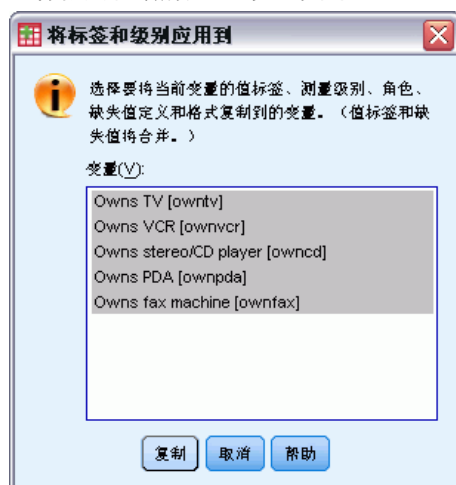 将标签和级别应用到
选择要将当前变量的值标签、测量级别、角色、
缺失值定义和格式复制到的变量。（值标签和缺
失值将合并。）
变量(V):
Owns TV [owntv]
Owns VCR [ownvcr]
Owns stereo/CD player [owncd]
Owns PDA [ownpda]
Owns fax machine [ownfax]
复制 取消 帮助